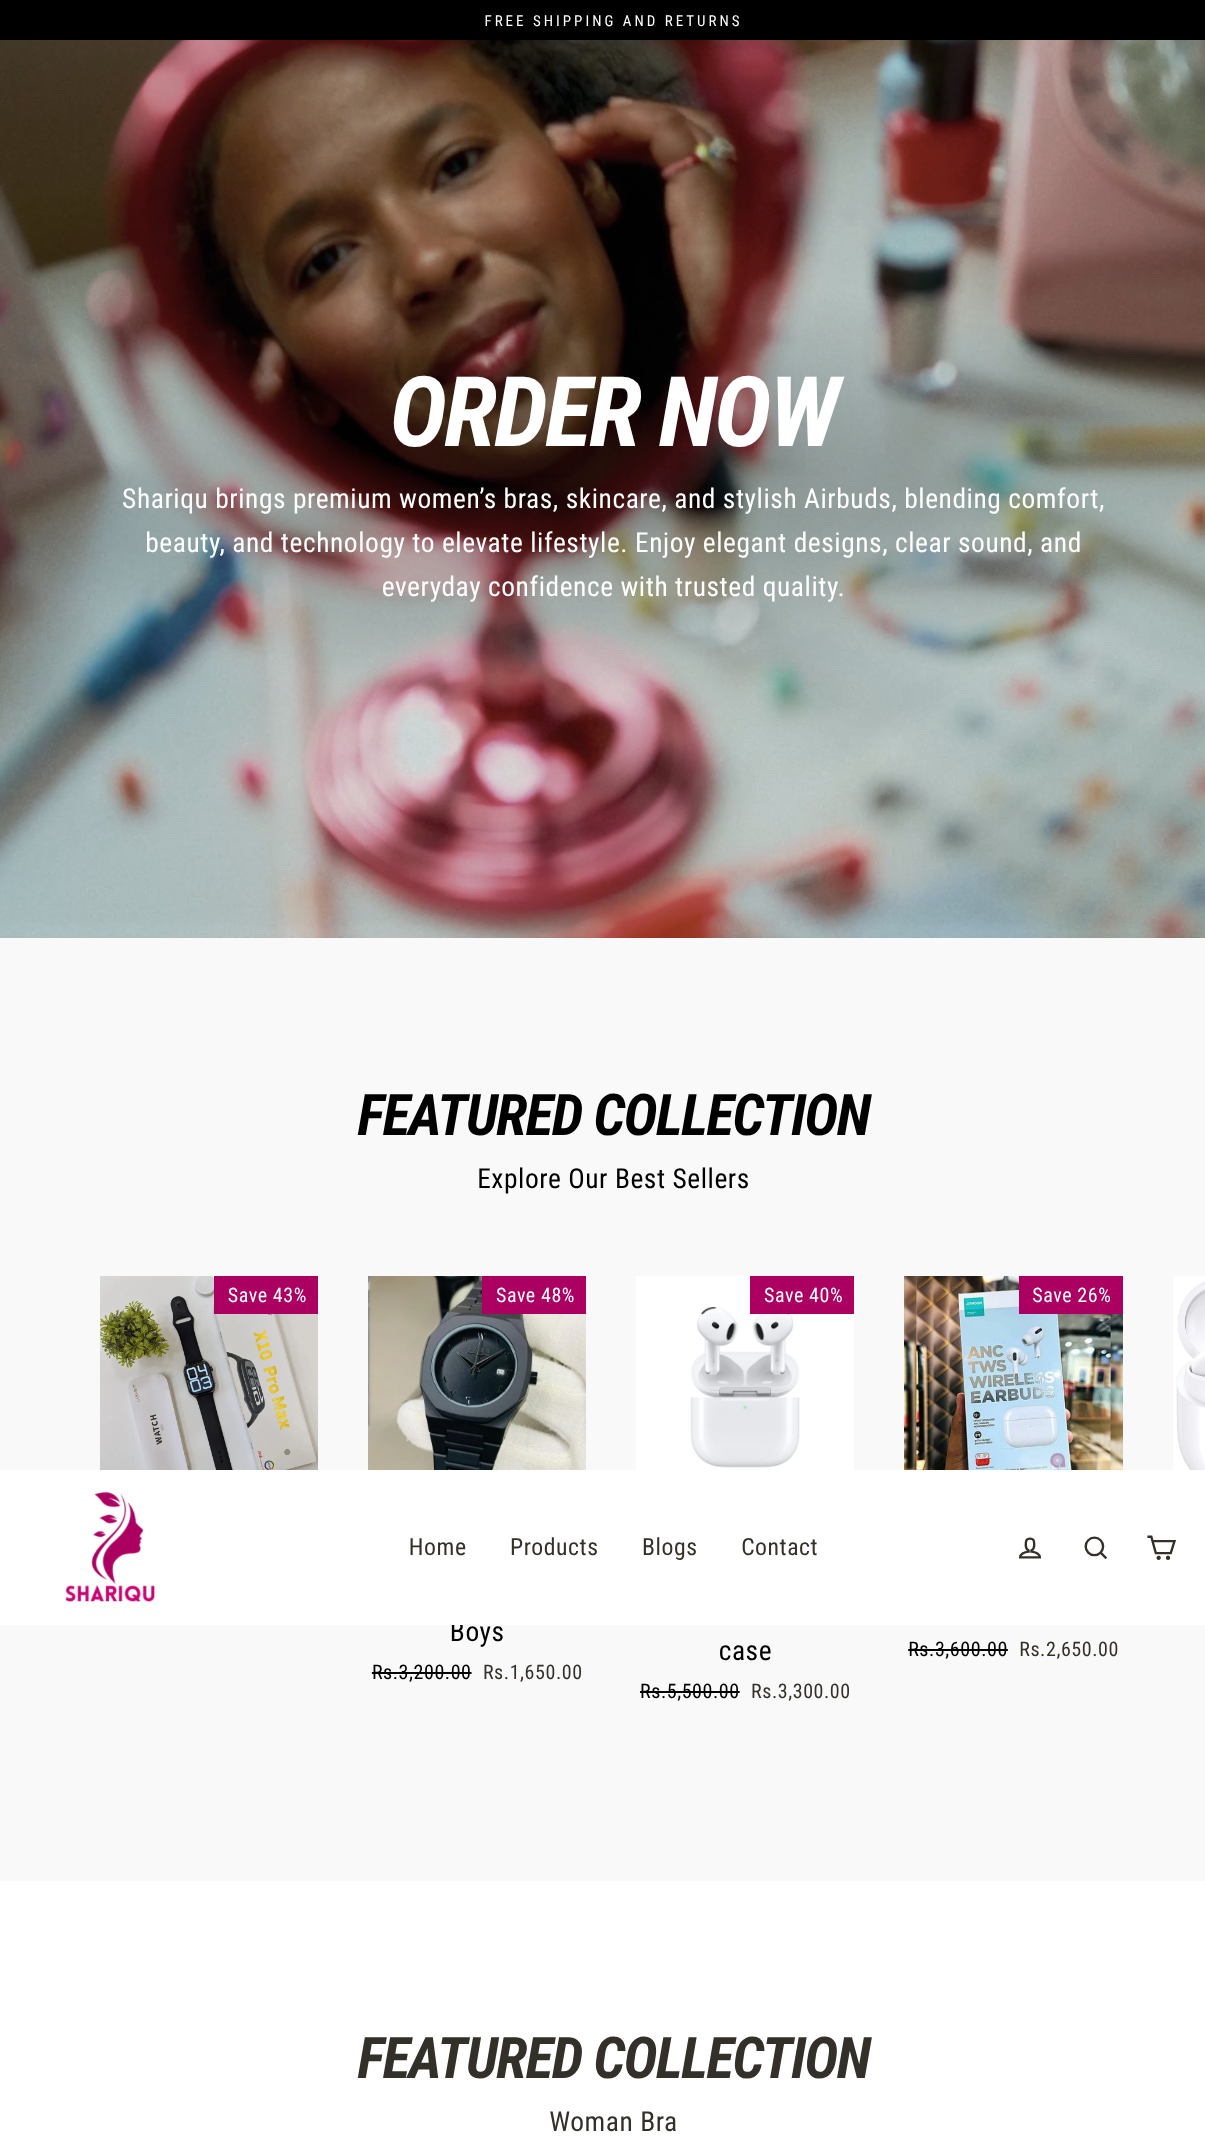 FREE SHIPPING AND RETURNS
ORDER NOW
Shariqu brings premium women’s bras, skincare, and stylish Airbuds, blending comfort,
beauty, and technology to elevate lifestyle. Enjoy elegant designs, clear sound, and
everyday confidence with trusted quality.
FEATURED COLLECTION
Explore Our Best Sellers
Save 43%
X10 Pro Max
WATCH
04
03
Save 48%
Save 40%
Save 26%
ANC
TWS
WIRELESS
EARBUDS
SHARIQU
Home Products Blogs Contact
Boys
Rs.3,200.00 Rs.1,650.00
case
Rs.5,500.00 Rs.3,300.00
Rs.3,600.00 Rs.2,650.00
FEATURED COLLECTION
Woman Bra